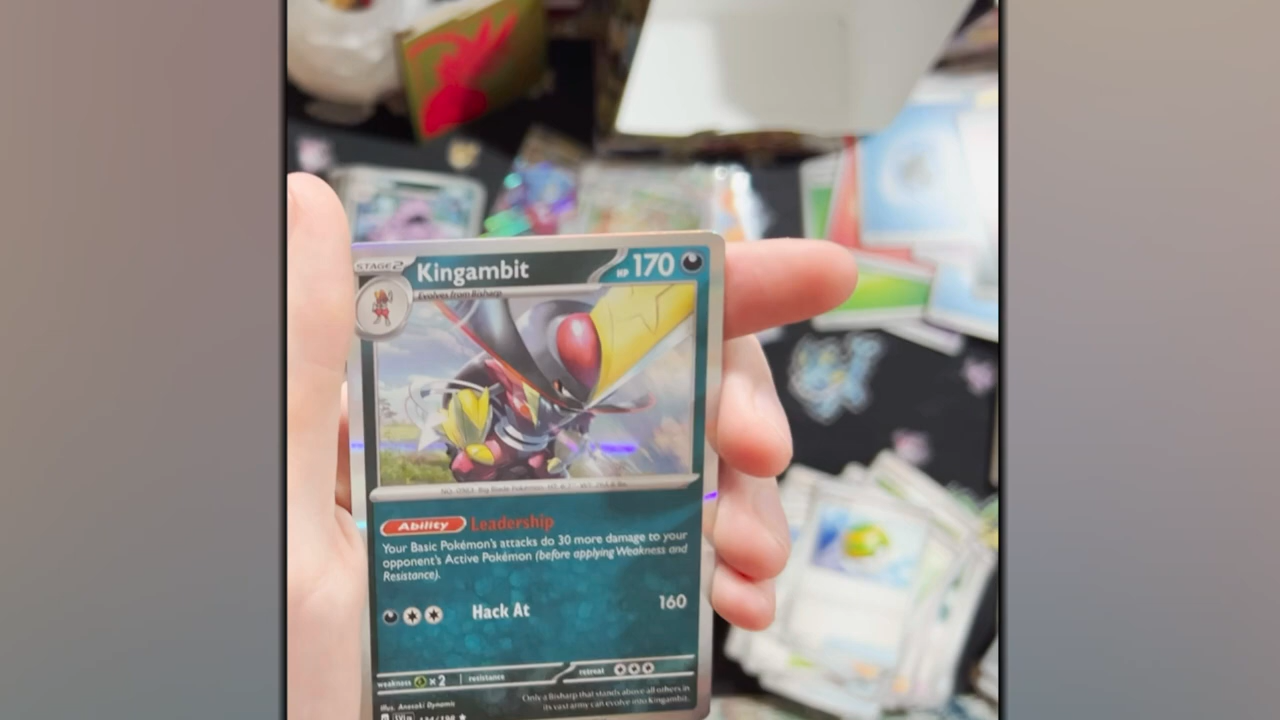 STAGE2 Kingambit HP 170
Evolves from Bisharp
Ability Leadership
Your Basic Pokémon's attacks do 30 more damage to your
opponent's Active Pokémon (before applying Weakness and
Resistance).
Hack At 160
weakness ×2 resistance retreat
Only a Bisharp that stands above all others in
its vast army can evolve into Kingambit.
Illus. Anesaki Dynamic